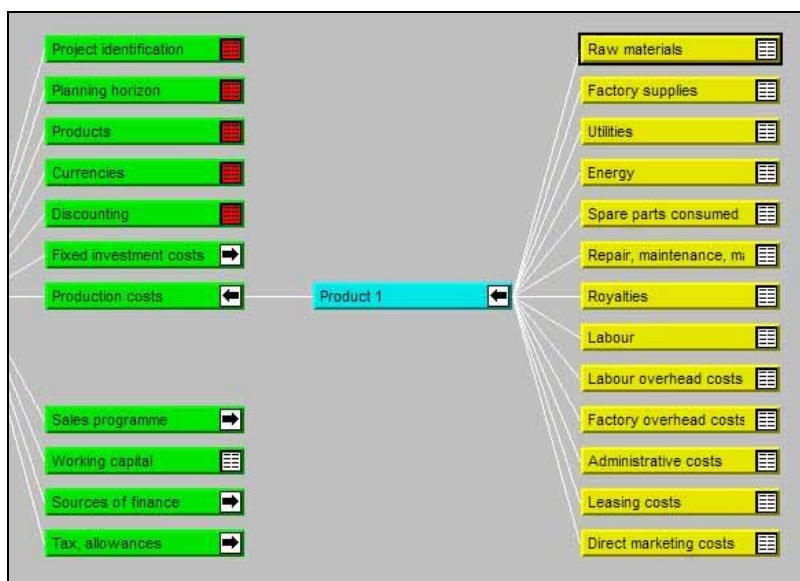 Project identification
Planning horizon
Products
Currencies
Discounting
Fixed investment costs
Production costs
Sales programme
Working capital
Sources of finance
Tax, allowances
Product 1
Raw materials
Factory supplies
Utilities
Energy
Spare parts consumed
Repair, maintenance, ma
Royalties
Labour
Labour overhead costs
Factory overhead costs
Administrative costs
Leasing costs
Direct marketing costs